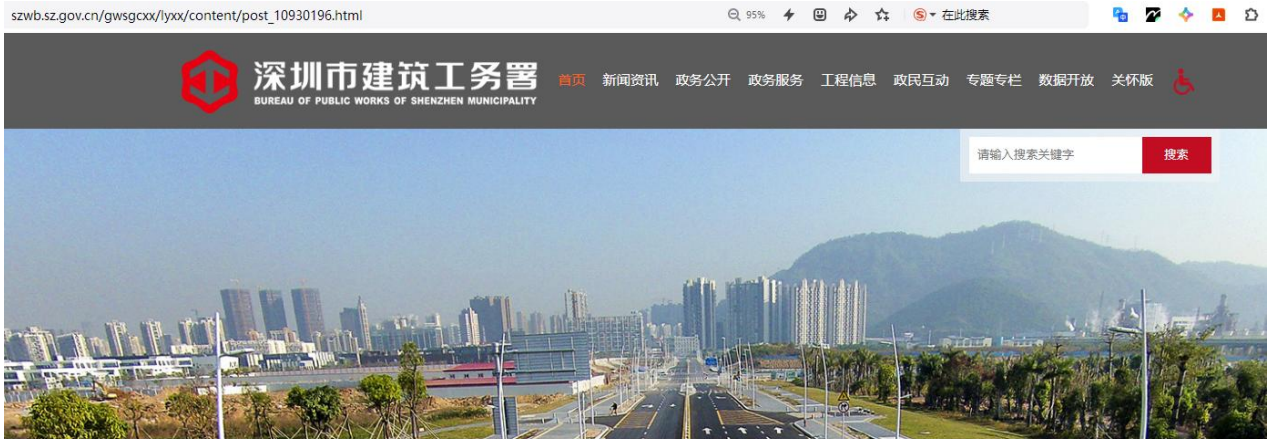 szwb.sz.gov.cn/gwsgcxx/lyxx/content/post_10930196.html 95% 在此搜索
深圳市建筑工务署
BUREAU OF PUBLIC WORKS OF SHENZHEN MUNICIPALITY
首页 新闻资讯 政务公开 政务服务 工程信息 政民互动 专题专栏 数据开放 关怀版
请输入搜索关键字 搜索